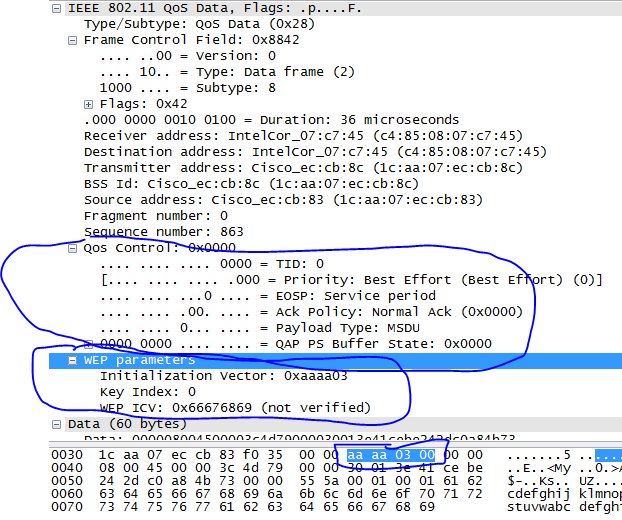 IEEE 802.11 QoS Data, Flags: .p....F.
Type/Subtype: QoS Data (0x28)
Frame Control Field: 0x8842
.... ..00 = Version: 0
.... 10.. = Type: Data frame (2)
1000 .... = Subtype: 8
Flags: 0x42
.000 0000 0010 0100 = Duration: 36 microseconds
Receiver address: IntelCor_07:c7:45 (c4:85:08:07:c7:45)
Destination address: IntelCor_07:c7:45 (c4:85:08:07:c7:45)
Transmitter address: Cisco_ec:cb:8c (1c:aa:07:ec:cb:8c)
BSS Id: Cisco_ec:cb:8c (1c:aa:07:ec:cb:8c)
Source address: Cisco_ec:cb:83 (1c:aa:07:ec:cb:83)
Fragment number: 0
Sequence number: 863
Qos Control: 0x0000
.... .... .... 0000 = TID: 0
[.... .... .... .000 = Priority: Best Effort (Best Effort) (0)]
.... .... ...0 .... = EOSP: Service period
.... .... .00. .... = Ack Policy: Normal Ack (0x0000)
.... .... 0... .... = Payload Type: MSDU
0000 0000 .... .... = QAP PS Buffer State: 0x0000
WEP parameters
Initialization Vector: 0xaaaa03
Key Index: 0
WEP ICV: 0x66676869 (not verified)
Data (60 bytes)
Data: 000008004500003c4d79000030013e41cebe242dc0a84b73
0030 1c aa 07 ec cb 83 f0 35 00 00 aa aa 03 00 00 00 .......5 ........
0040 08 00 45 00 00 3c 4d 79 00 00 30 01 3e 41 ce be ..E..<My ..0.>A
0050 24 2d c0 a8 4b 73 00 00 55 5a 00 01 00 01 61 62 $-..Ks.. UZ....
0060 63 64 65 66 67 68 69 6a 6b 6c 6d 6e 6f 70 71 72 cdefghij klmnop
0070 73 74 75 76 77 61 62 63 64 65 66 67 68 69 stuvwabc defghi